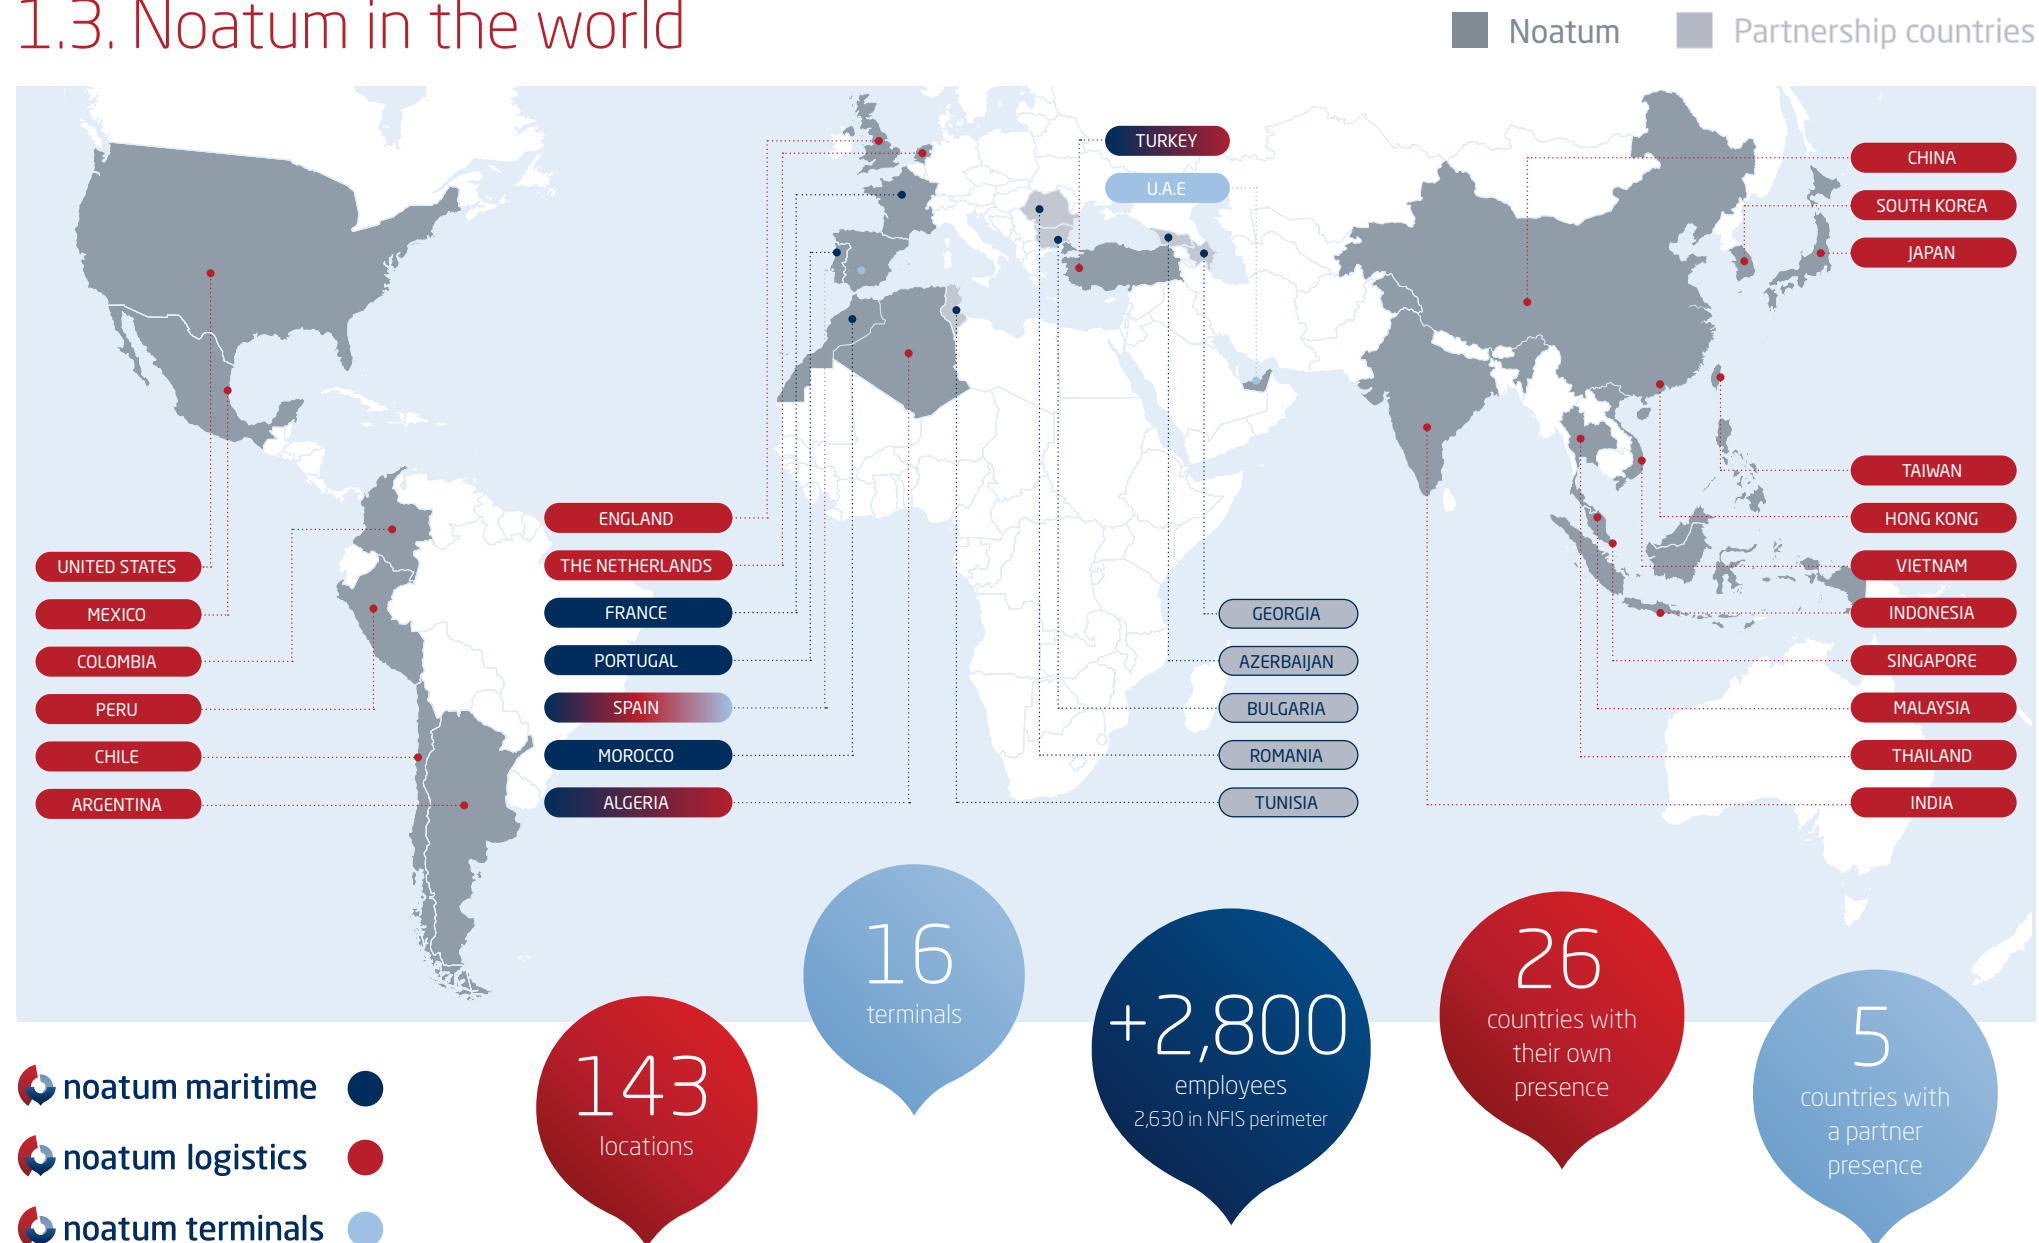 1.3. Noatum in the world
Noatum
Partnership countries
TURKEY
U.A.E
CHINA
SOUTH KOREA
JAPAN
UNITED STATES
MEXICO
COLOMBIA
PERU
CHILE
ARGENTINA
ENGLAND
THE NETHERLANDS
FRANCE
PORTUGAL
SPAIN
MOROCCO
ALGERIA
GEORGIA
AZERBAIJAN
BULGARIA
ROMANIA
TUNISIA
TAIWAN
HONG KONG
VIETNAM
INDONESIA
SINGAPORE
MALAYSIA
THAILAND
INDIA
noatum maritime
noatum logistics
noatum terminals
143
locations
16
terminals
+2,800
employees
2,630 in NFIS perimeter
26
countries with
their own
presence
5
countries with
a partner
presence